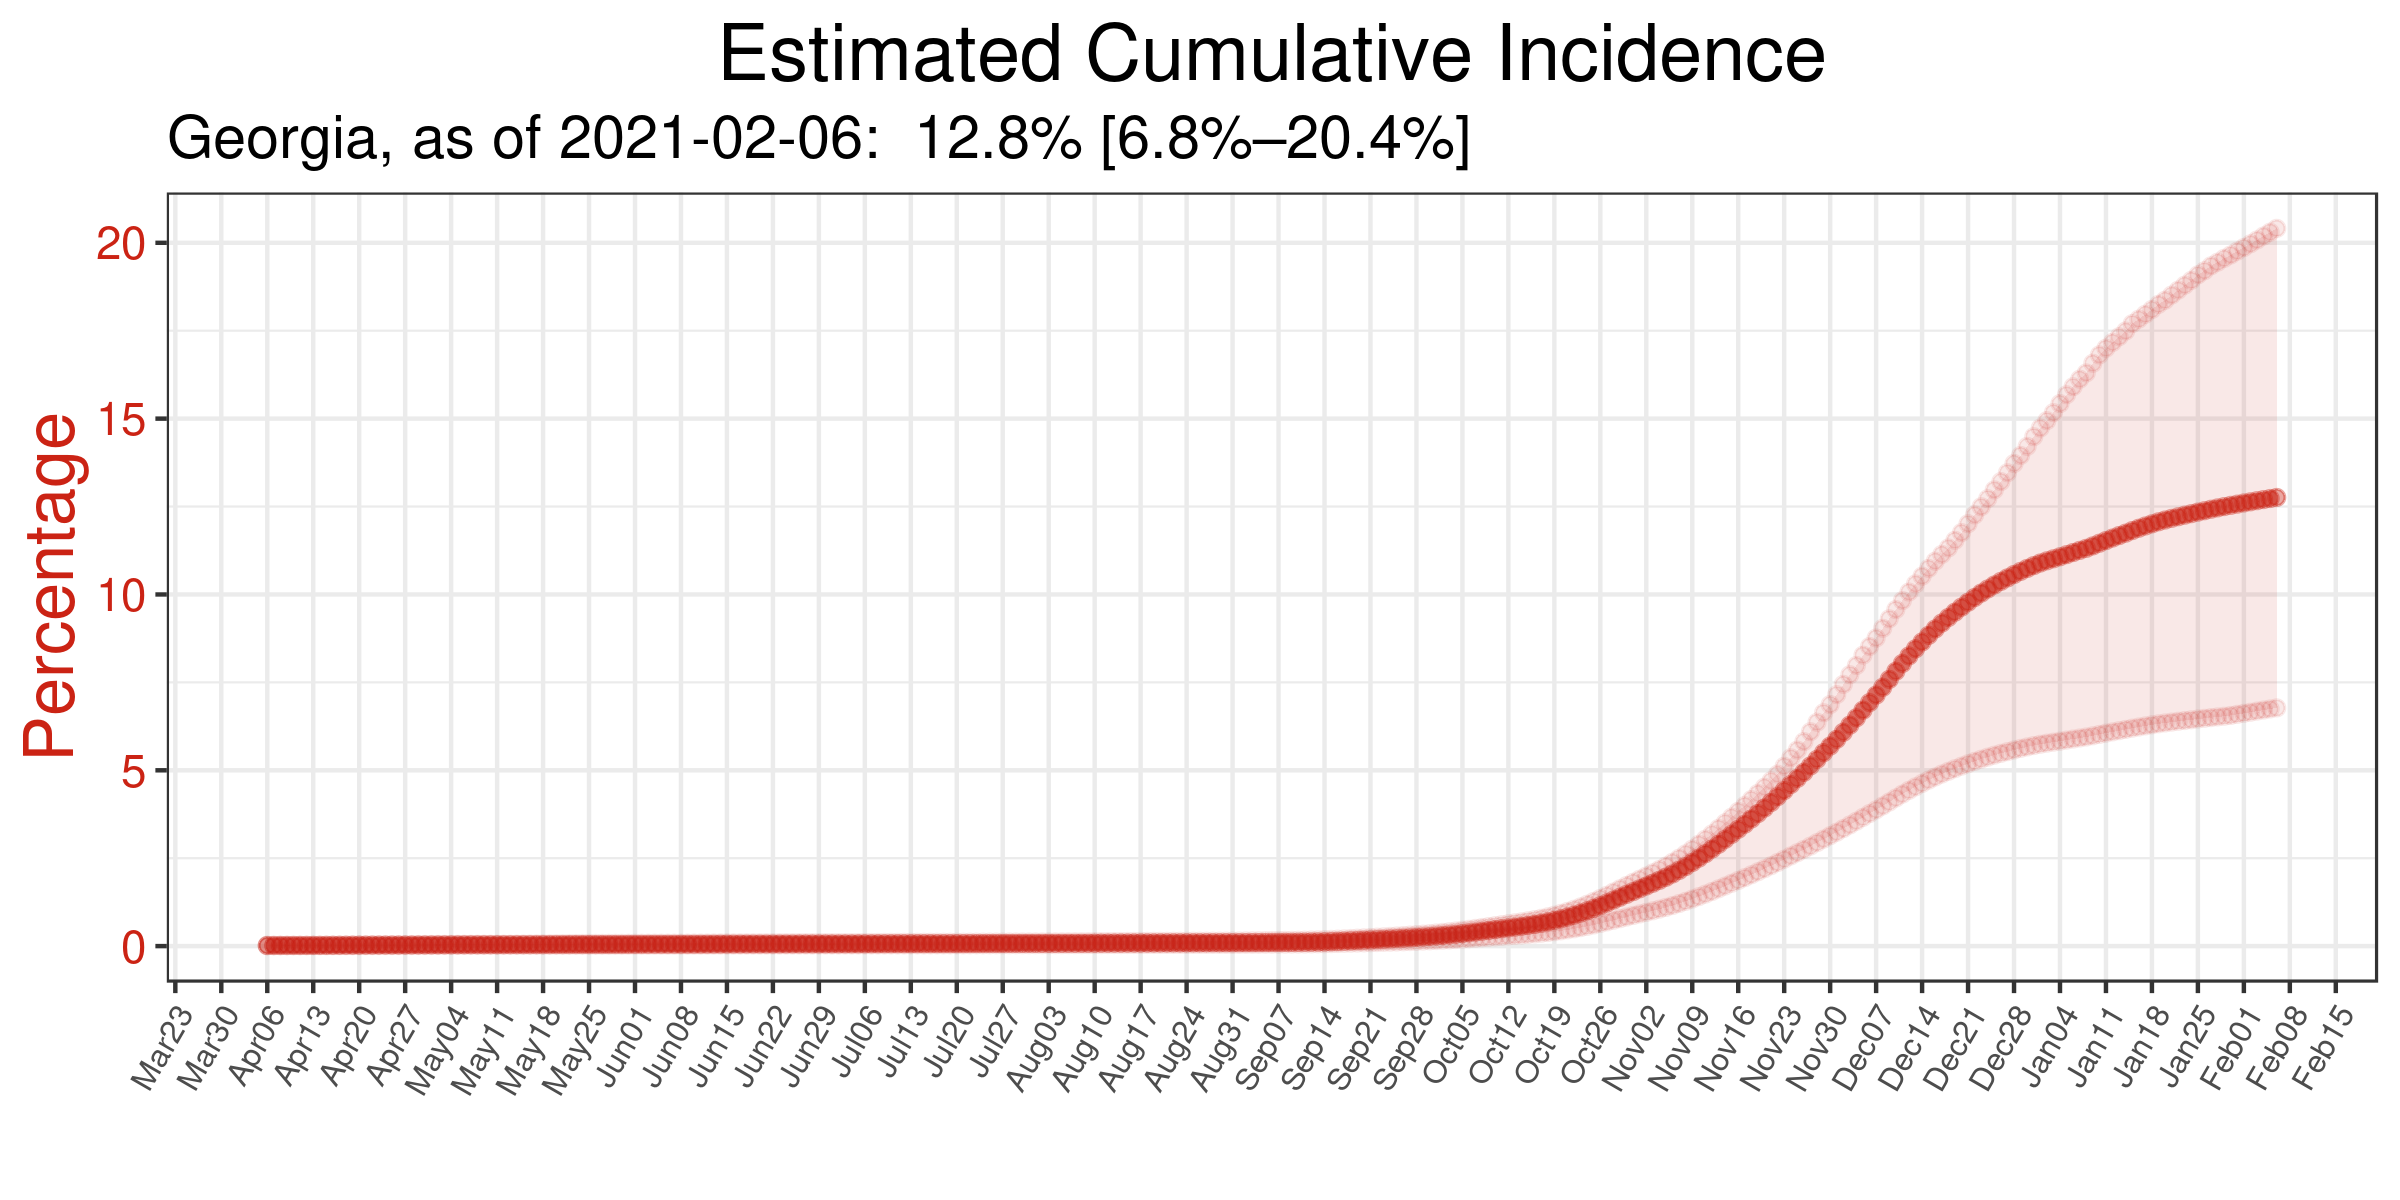 Estimated Cumulative Incidence
Georgia, as of 2021-02-06:  12.8% [6.8%–20.4%]
Percentage
20
15
10
5
0
Mar23 Mar30 Apr06 Apr13 Apr20 Apr27 May04 May11 May18 May25 Jun01 Jun08 Jun15 Jun22 Jun29 Jul06 Jul13 Jul20 Jul27 Aug03 Aug10 Aug17 Aug24 Aug31 Sep07 Sep14 Sep21 Sep28 Oct05 Oct12 Oct19 Oct26 Nov02 Nov09 Nov16 Nov23 Nov30 Dec07 Dec14 Dec21 Dec28 Jan04 Jan11 Jan18 Jan25 Feb01 Feb08 Feb15